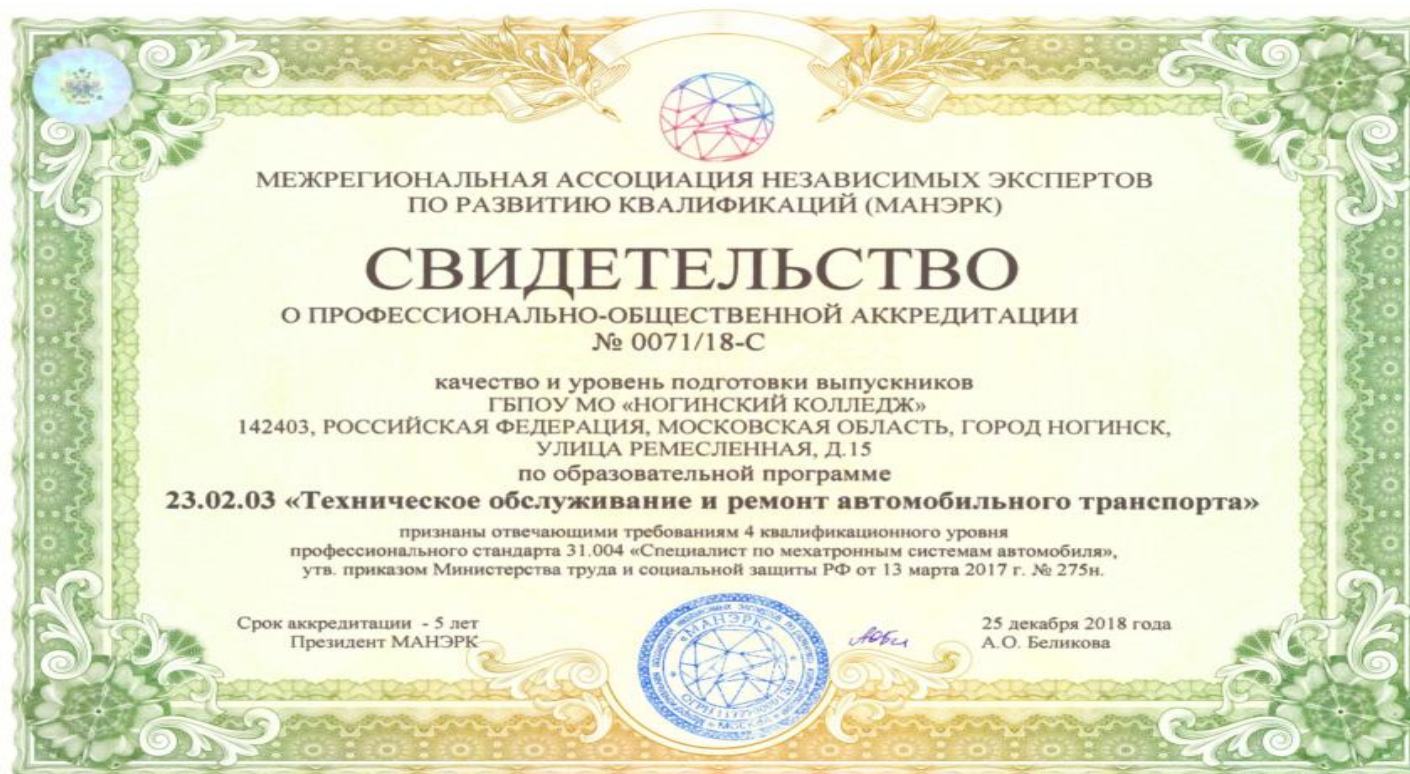 МЕЖРЕГИОНАЛЬНАЯ АССОЦИАЦИЯ НЕЗАВИСИМЫХ ЭКСПЕРТОВ
ПО РАЗВИТИЮ КВАЛИФИКАЦИЙ (МАНЭРК)
СВИДЕТЕЛЬСТВО
О ПРОФЕССИОНАЛЬНО-ОБЩЕСТВЕННОЙ АККРЕДИТАЦИИ
№ 0071/18-С
качество и уровень подготовки выпускников
ГБПОУ МО «НОГИНСКИЙ КОЛЛЕДЖ»
142403, РОССИЙСКАЯ ФЕДЕРАЦИЯ, МОСКОВСКАЯ ОБЛАСТЬ, ГОРОД НОГИНСК,
УЛИЦА РЕМЕСЛЕННАЯ, Д.15
по образовательной программе
23.02.03 «Техническое обслуживание и ремонт автомобильного транспорта»
признаны отвечающими требованиям 4 квалификационного уровня
профессионального стандарта 31.004 «Специалист по мехатронным системам автомобиля»,
утв. приказом Министерства труда и социальной защиты РФ от 13 марта 2017 г. № 275н.
Срок аккредитации - 5 лет
Президент МАНЭРК
«МАНЭРК»
МОСКВА
25 декабря 2018 года
А.О. Беликова